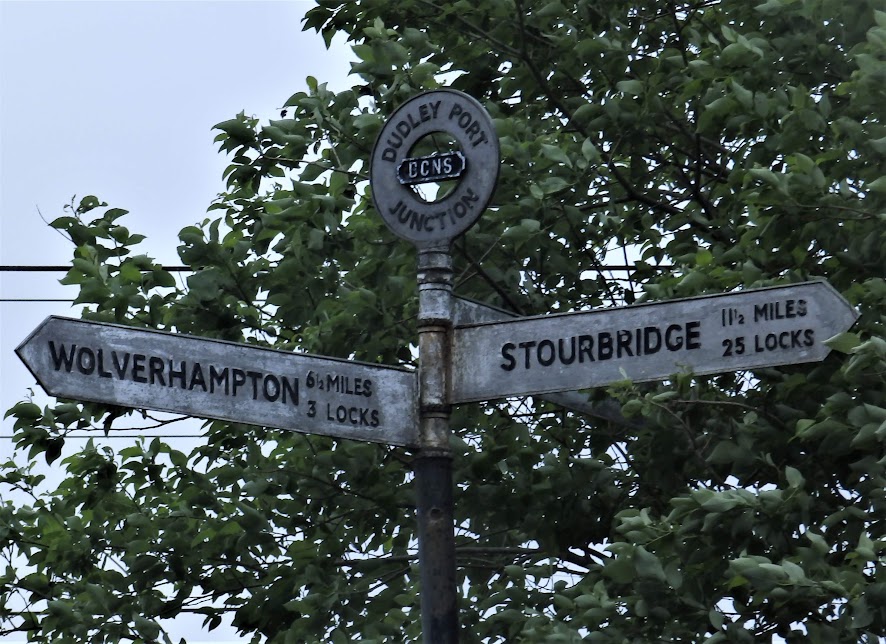 DUDLEY PORT
BCNS
JUNCTION
WOLVERHAMPTON
6½ MILES
3 LOCKS
STOURBRIDGE
11½ MILES
25 LOCKS